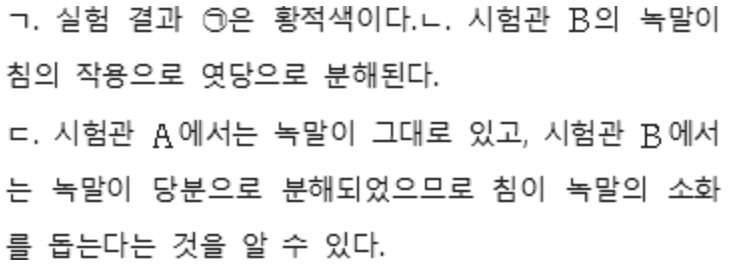 ㄱ. 실험 결과 ㉠은 황적색이다.ㄴ. 시험관 B의 녹말이
침의 작용으로 엿당으로 분해된다.
ㄷ. 시험관 A에서는 녹말이 그대로 있고, 시험관 B에서
는 녹말이 당분으로 분해되었으므로 침이 녹말의 소화
를 돕는다는 것을 알 수 있다.